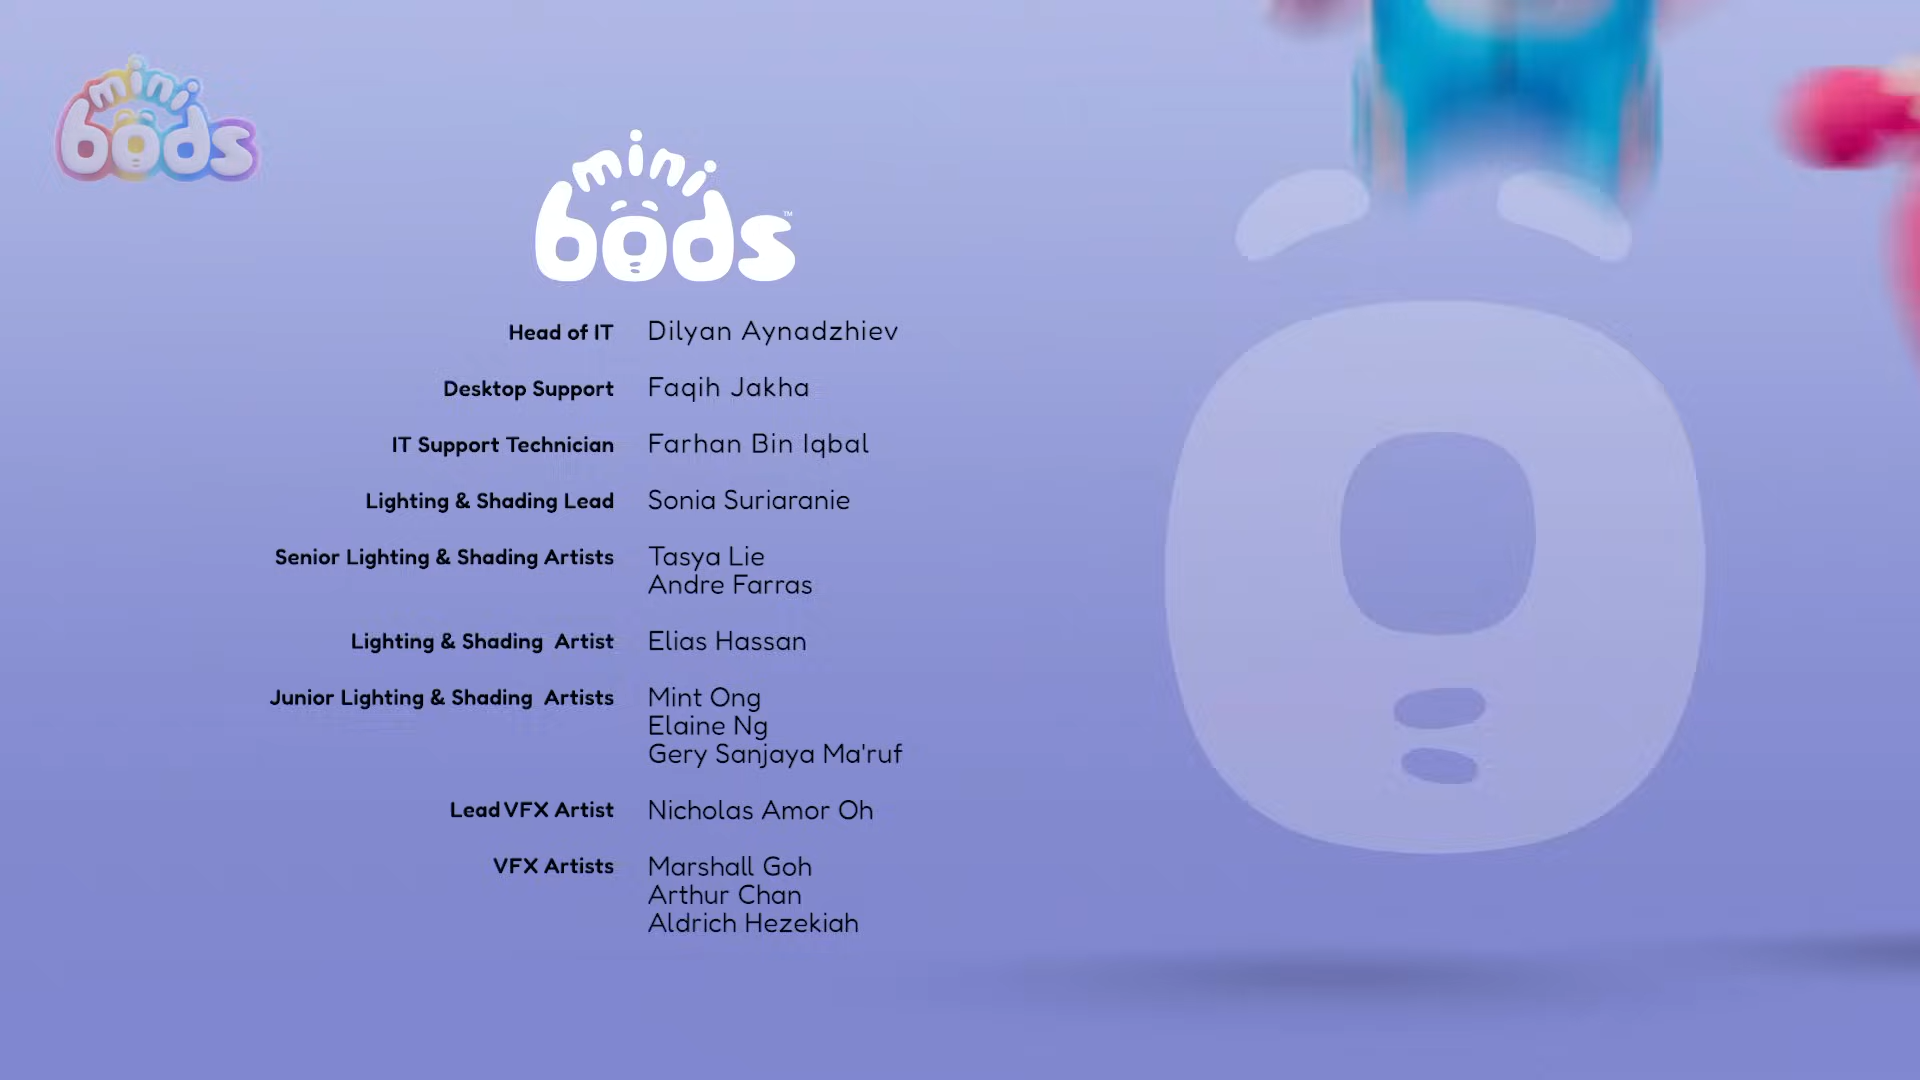 mini
bods
mini
bods™
Head of IT Dilyan Aynadzhiev
Desktop Support Faqih Jakha
IT Support Technician Farhan Bin Iqbal
Lighting & Shading Lead Sonia Suriaranie
Senior Lighting & Shading Artists Tasya Lie
Andre Farras
Lighting & Shading Artist Elias Hassan
Junior Lighting & Shading Artists Mint Ong
Elaine Ng
Gery Sanjaya Ma'ruf
Lead VFX Artist Nicholas Amor Oh
VFX Artists Marshall Goh
Arthur Chan
Aldrich Hezekiah